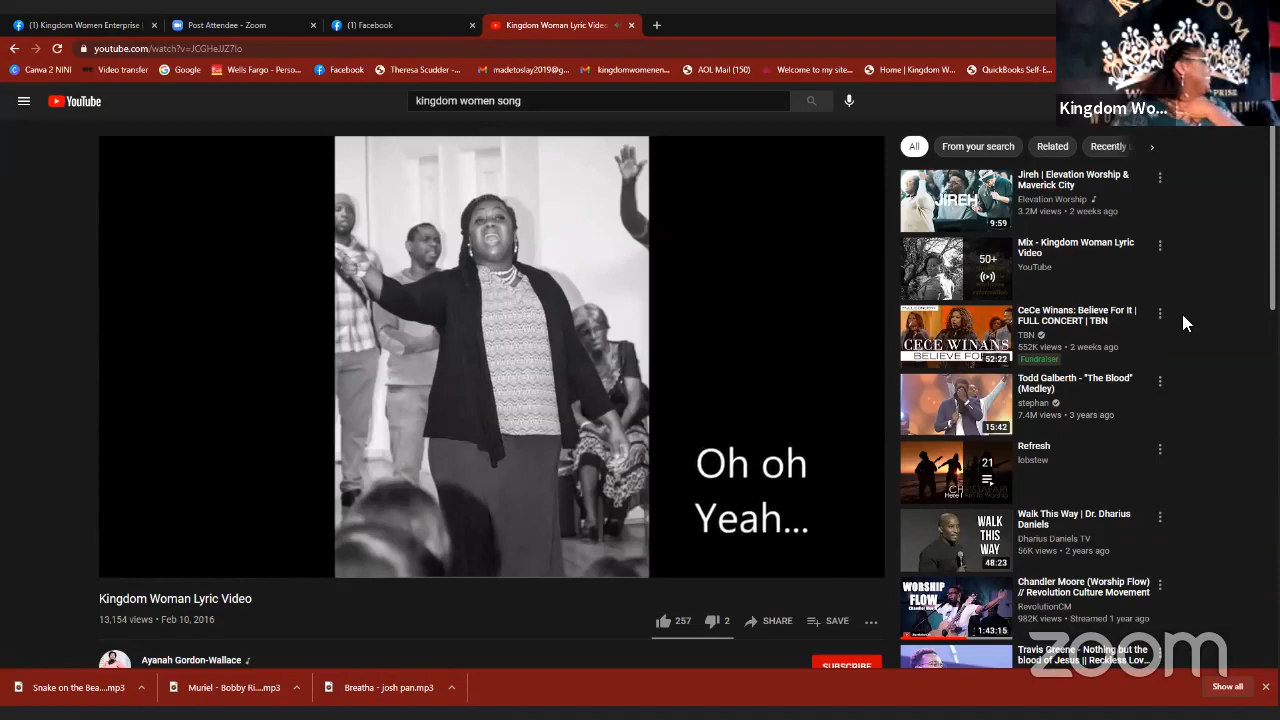 (1) Kingdom Women Enterprise
Post Attendee - Zoom
(1) Facebook
Kingdom Woman Lyric Video
youtube.com/watch?v=JCGHeJJZ7Io
Canva 2 NINI
Video transfer
Google
Wells Fargo - Perso...
Facebook
Theresa Scudder -...
madetoslay2019@g...
kingdomwomenen...
AOL Mail (150)
Welcome to my site...
Home | Kingdom W...
QuickBooks Self-E...
KINGDOM
Kingdom Wo...
YouTube
kingdom women song
All
From your search
Related
Recently
Oh oh
Yeah...
JIREH
9:59
Jireh | Elevation Worship &
Maverick City
Elevation Worship
3.2M views • 2 weeks ago
50+
Mix - Kingdom Woman Lyric
Video
YouTube
CECE WINANS
BELIEVE FO
52:22
CeCe Winans: Believe For It |
FULL CONCERT | TBN
TBN
552K views • 2 weeks ago
Fundraiser
15:42
Todd Galberth - "The Blood"
(Medley)
stephan
7.4M views • 3 years ago
21
Refresh
lobstew
WALK
THIS
WAY
48:23
Walk This Way | Dr. Dharius
Daniels
Dharius Daniels TV
56K views • 2 years ago
WORSHIP
FLOW
1:43:15
Chandler Moore (Worship Flow)
// Revolution Culture Movement
RevolutionCM
982K views • Streamed 1 year ago
Travis Greene - Nothing but the
blood of Jesus || Reckless Lov...
Kingdom Woman Lyric Video
13,154 views • Feb 10, 2016
257
2
SHARE
SAVE
Ayanah Gordon-Wallace
SUBSCRIBE
zoom
Snake on the Bea....mp3
Muriel - Bobby Ri....mp3
Breatha - josh pan.mp3
Show all